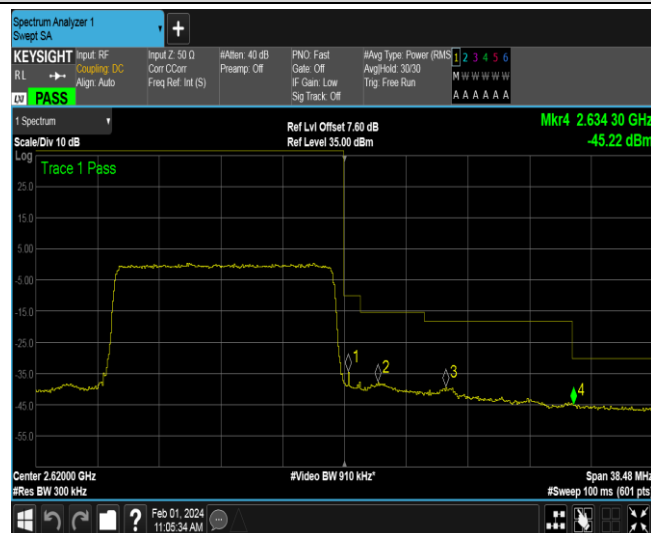 Spectrum Analyzer 1
Swept SA
KEYSIGHT
RL
LXI PASS
Input: RF
Coupling: DC
Align: Auto
Input Z: 50 Ω
Corr CCorr
Freq Ref: Int (S)
#Atten: 40 dB
Preamp: Off
PNO: Fast
Gate: Off
IF Gain: Low
Sig Track: Off
#Avg Type: Power (RMS
Avg|Hold: 30/30
Trig: Free Run
1 2 3 4 5 6
M W W W W W
A A A A A A
1 Spectrum
Scale/Div 10 dB
Ref Lvl Offset 7.60 dB
Ref Level 35.00 dBm
Mkr4 2.634 30 GHz
-45.22 dBm
Log
Trace 1 Pass
25.0
15.0
5.00
-5.00
-15.0
-25.0
-35.0
-45.0
-55.0
1
2
3
4
Center 2.62000 GHz
#Res BW 300 kHz
#Video BW 910 kHz*
Span 38.48 MHz
#Sweep 100 ms (601 pts)
Feb 01, 2024
11:05:34 AM